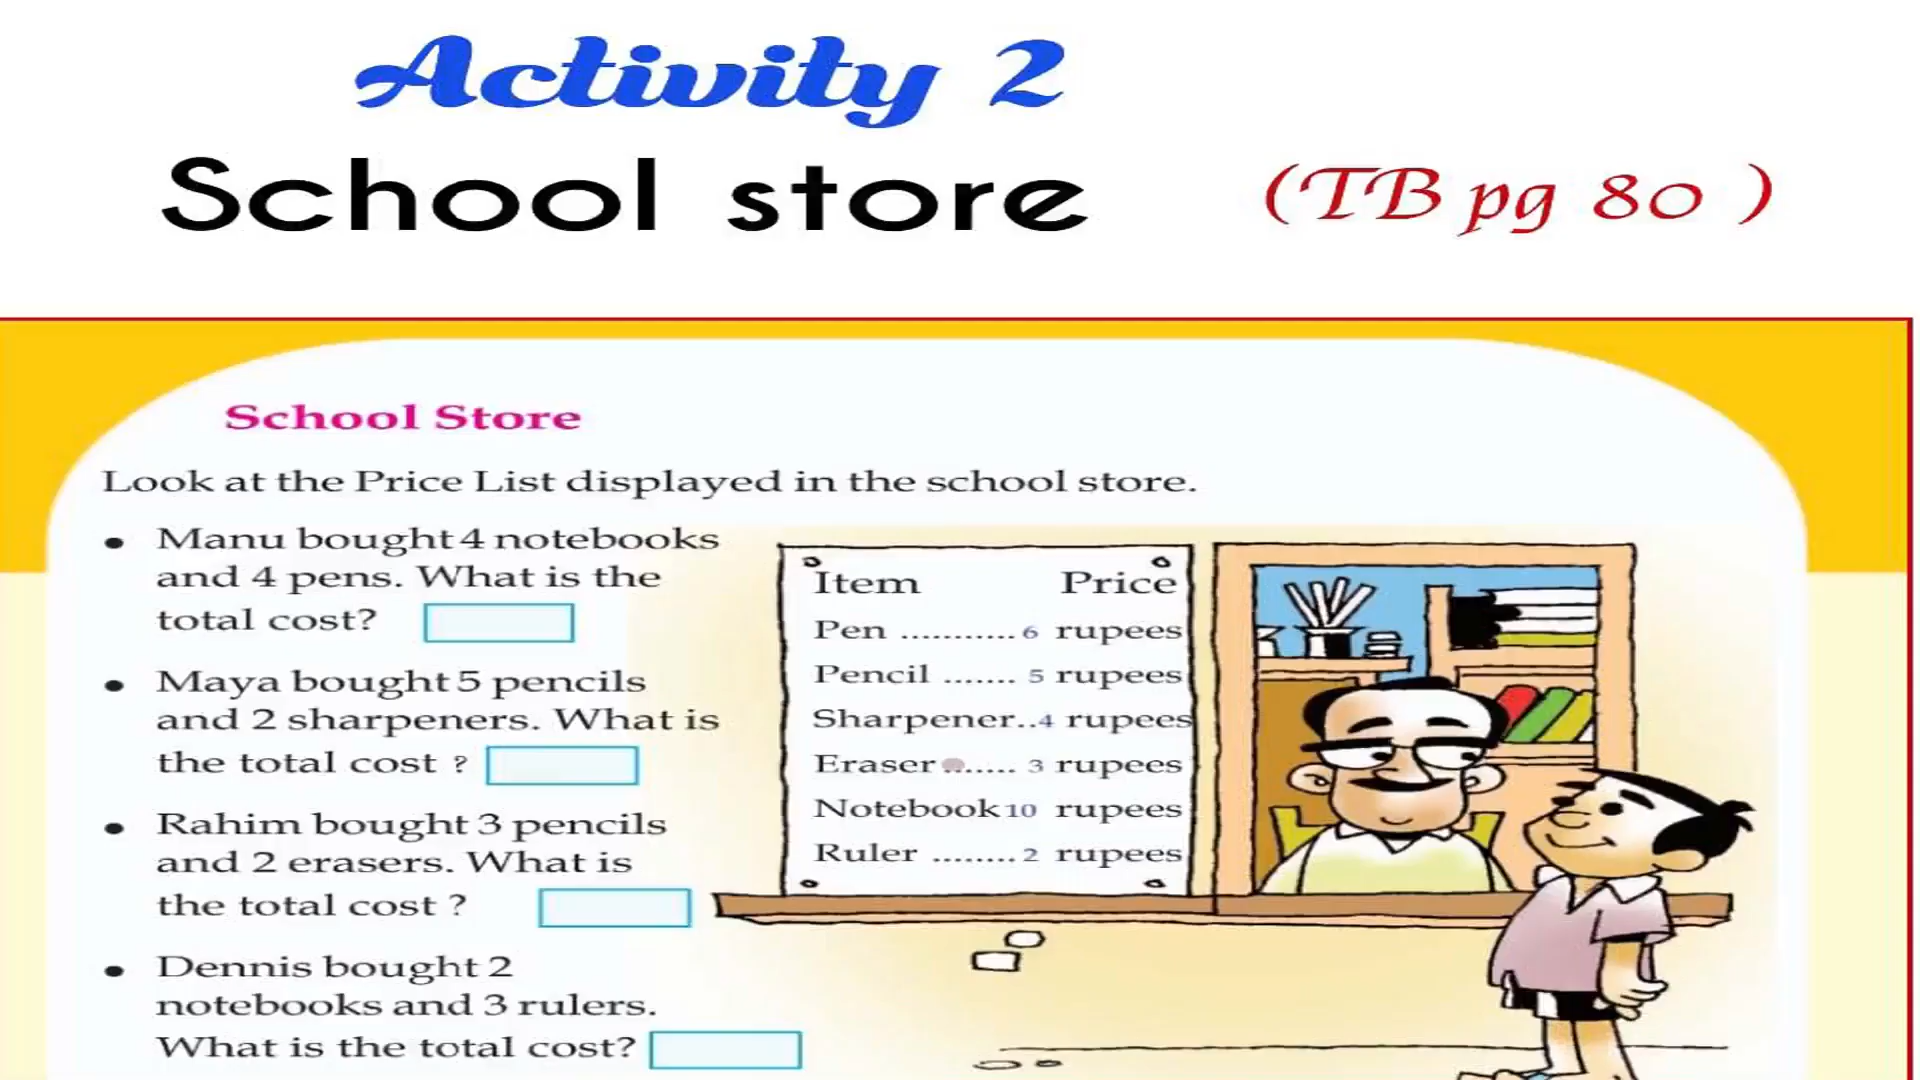 Activity 2
School store (TB pg 80 )
School Store
Look at the Price List displayed in the school store.
• Manu bought 4 notebooks
and 4 pens. What is the
total cost?
• Maya bought 5 pencils
and 2 sharpeners. What is
the total cost ?
• Rahim bought 3 pencils
and 2 erasers. What is
the total cost ?
• Dennis bought 2
notebooks and 3 rulers.
What is the total cost?
Item Price
Pen ........... 6 rupees
Pencil ....... 5 rupees
Sharpener..4 rupees
Eraser ....... 3 rupees
Notebook 10 rupees
Ruler ........ 2 rupees